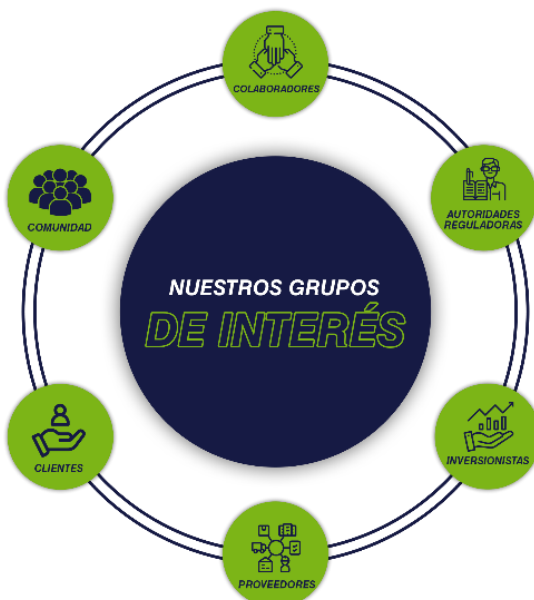 COLABORADORES
COMUNIDAD
AUTORIDADES
REGULADORAS
NUESTROS GRUPOS
DE INTERÉS
CLIENTES
INVERSIONISTAS
PROVEEDORES